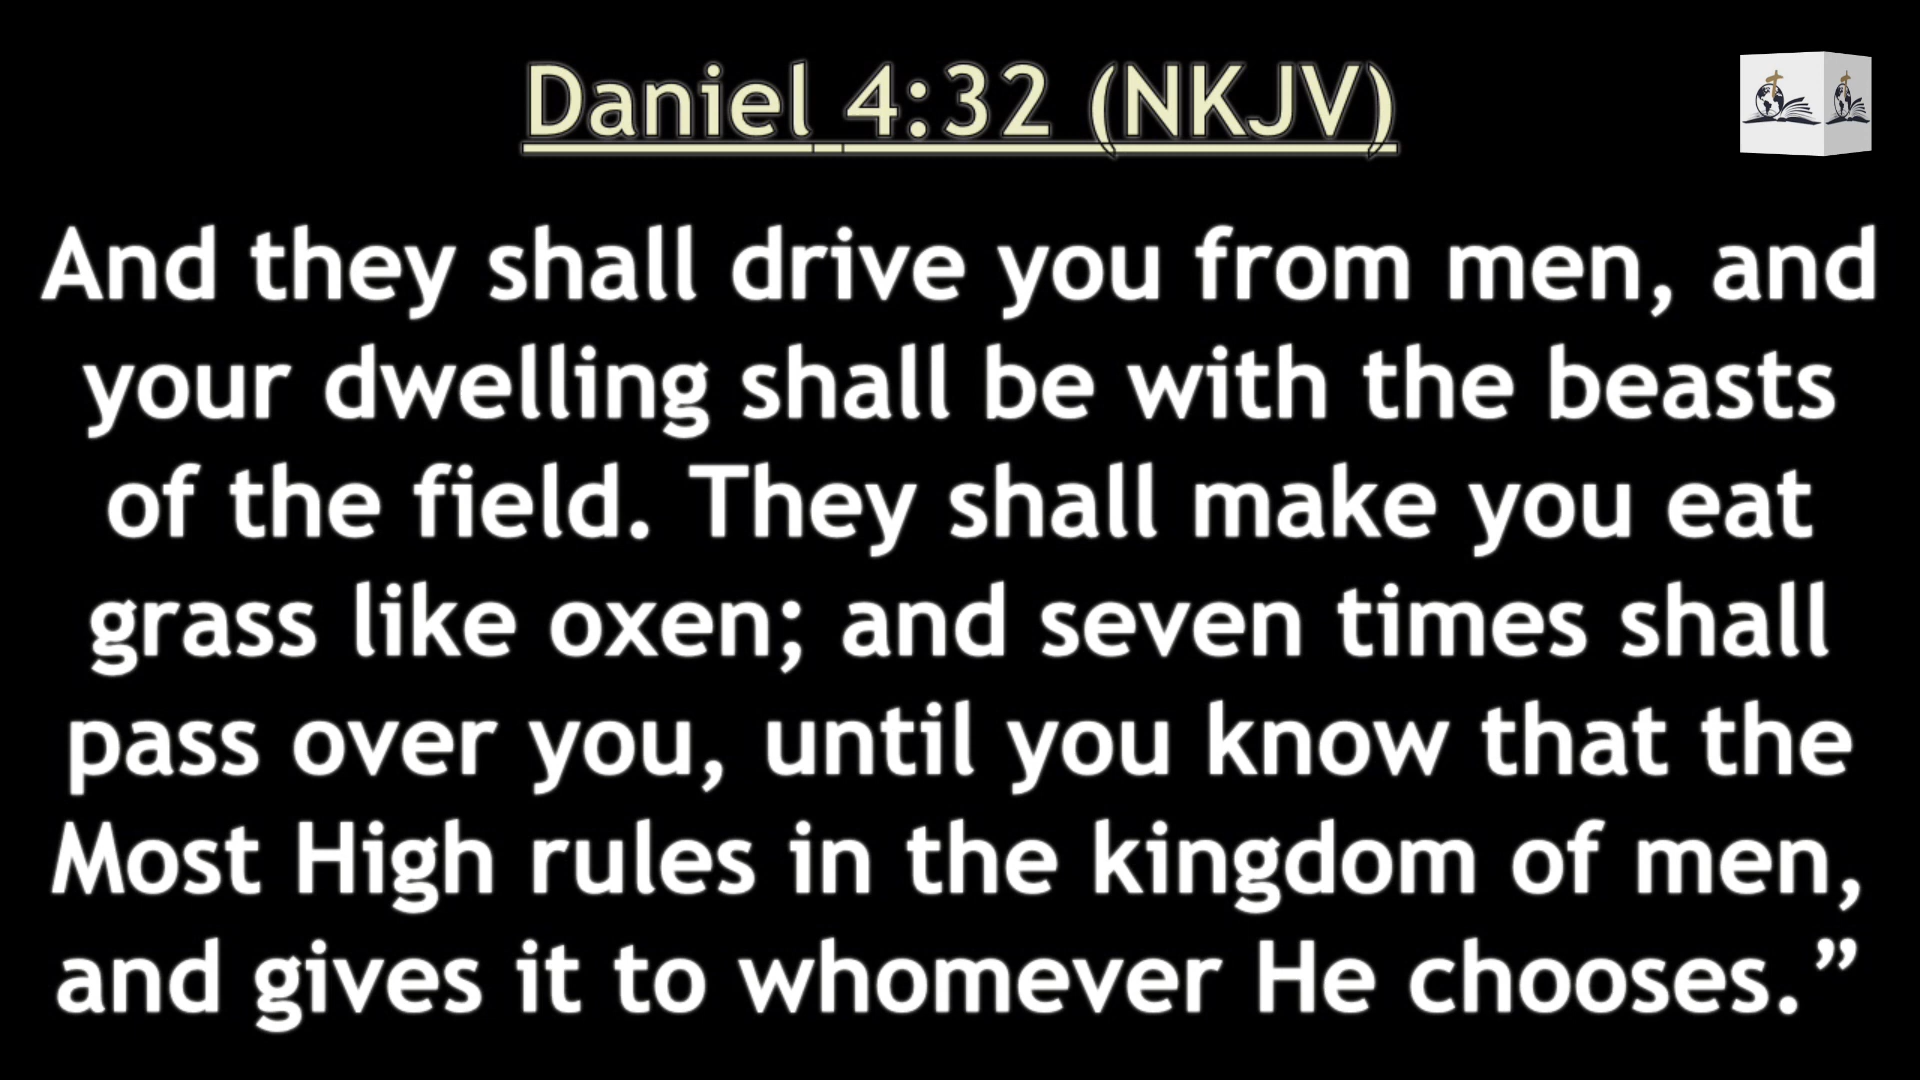 Daniel 4:32 (NKJV)
And they shall drive you from men, and
your dwelling shall be with the beasts
of the field. They shall make you eat
grass like oxen; and seven times shall
pass over you, until you know that the
Most High rules in the kingdom of men,
and gives it to whomever He chooses.”